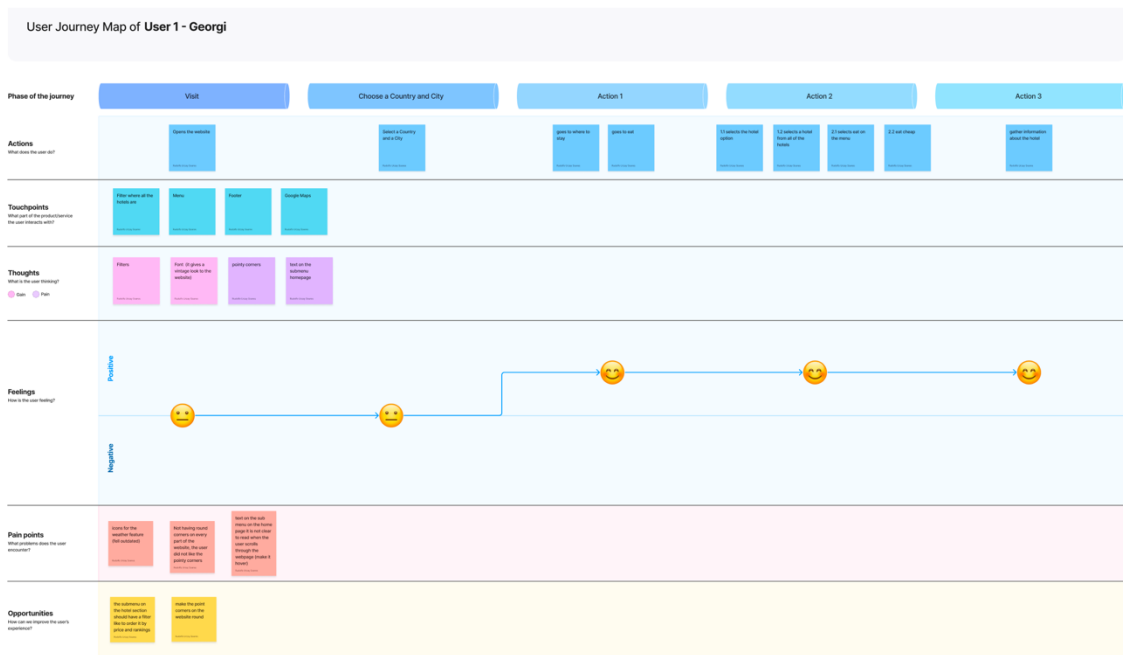 User Journey Map of User 1 - Georgi
Phase of the journey
Visit
Choose a Country and City
Action 1
Action 2
Action 3
Actions
What does the user do?
Opens the website
Select a Country
and a City
goes to where to
stay
goes to eat
1.1 selects the hotel
option
1.2 selects a hotel
from all of the
hotels
2.1 selects eat on
the menu
2.2 eat cheap
gather information
about the hotel
Touchpoints
What part of the product/service
the user interacts with?
Filter where all the
hotels are
Menu
Footer
Google Maps
Thoughts
What is the user thinking?
Gain
Pain
Filters
Font (it gives a
vintage look to the
website)
pointy corners
text on the
submenu
homepage
Feelings
How is the user feeling?
Positive
Negative
Pain points
What problems does the user
encounter?
icons for the
weather feature
(felt outdated)
Not having round
corners on every
part of the
website, the user
did not like the
pointy corners
text on the sub
menu on the home
page it is not clear
to read when the
user scrolls
through the
webpage (make it
lower)
Opportunities
How can we improve the user's
experience?
the submenu on
the hotel section
should have a filter
like to order it by
price and rankings
make the point
corners on the
website round